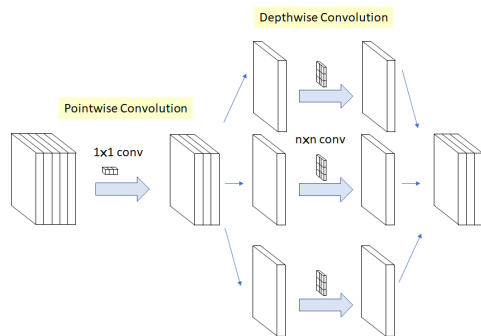 Depthwise Convolution
Pointwise Convolution
1x1 conv
nxn conv